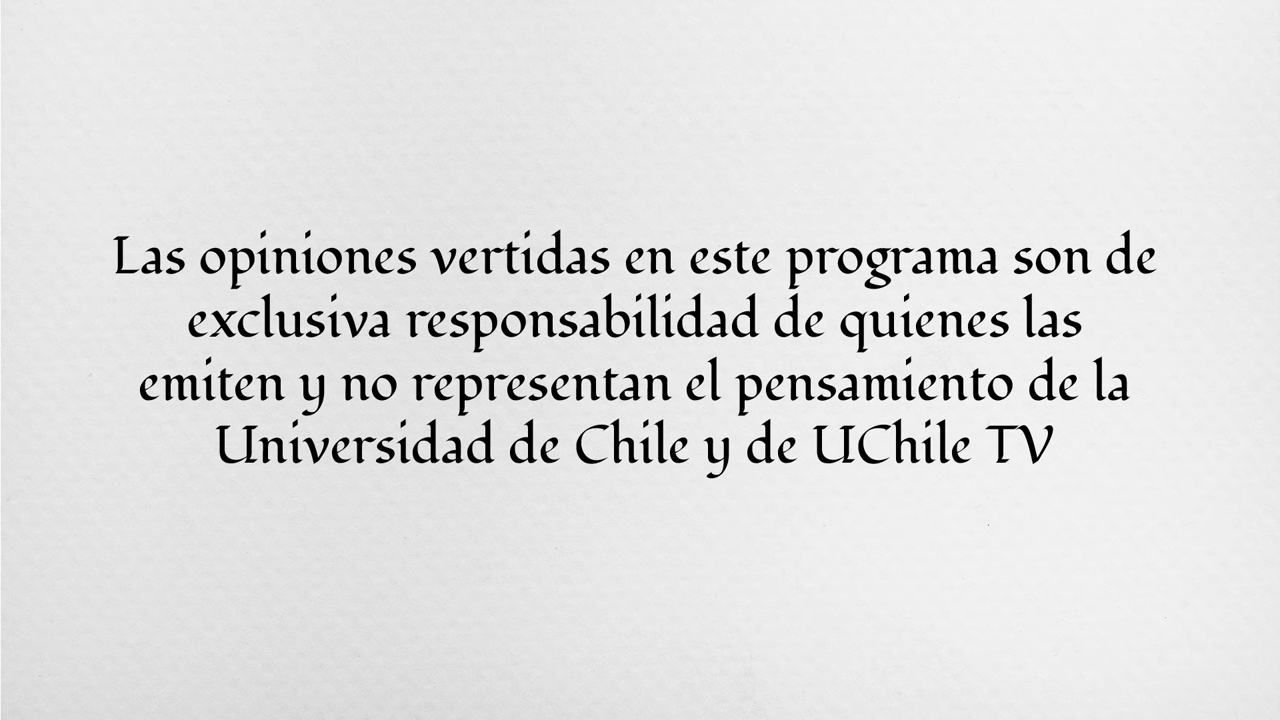 Las opiniones vertidas en este programa son de
exclusiva responsabilidad de quienes las
emiten y no representan el pensamiento de la
Universidad de Chile y de UChile TV